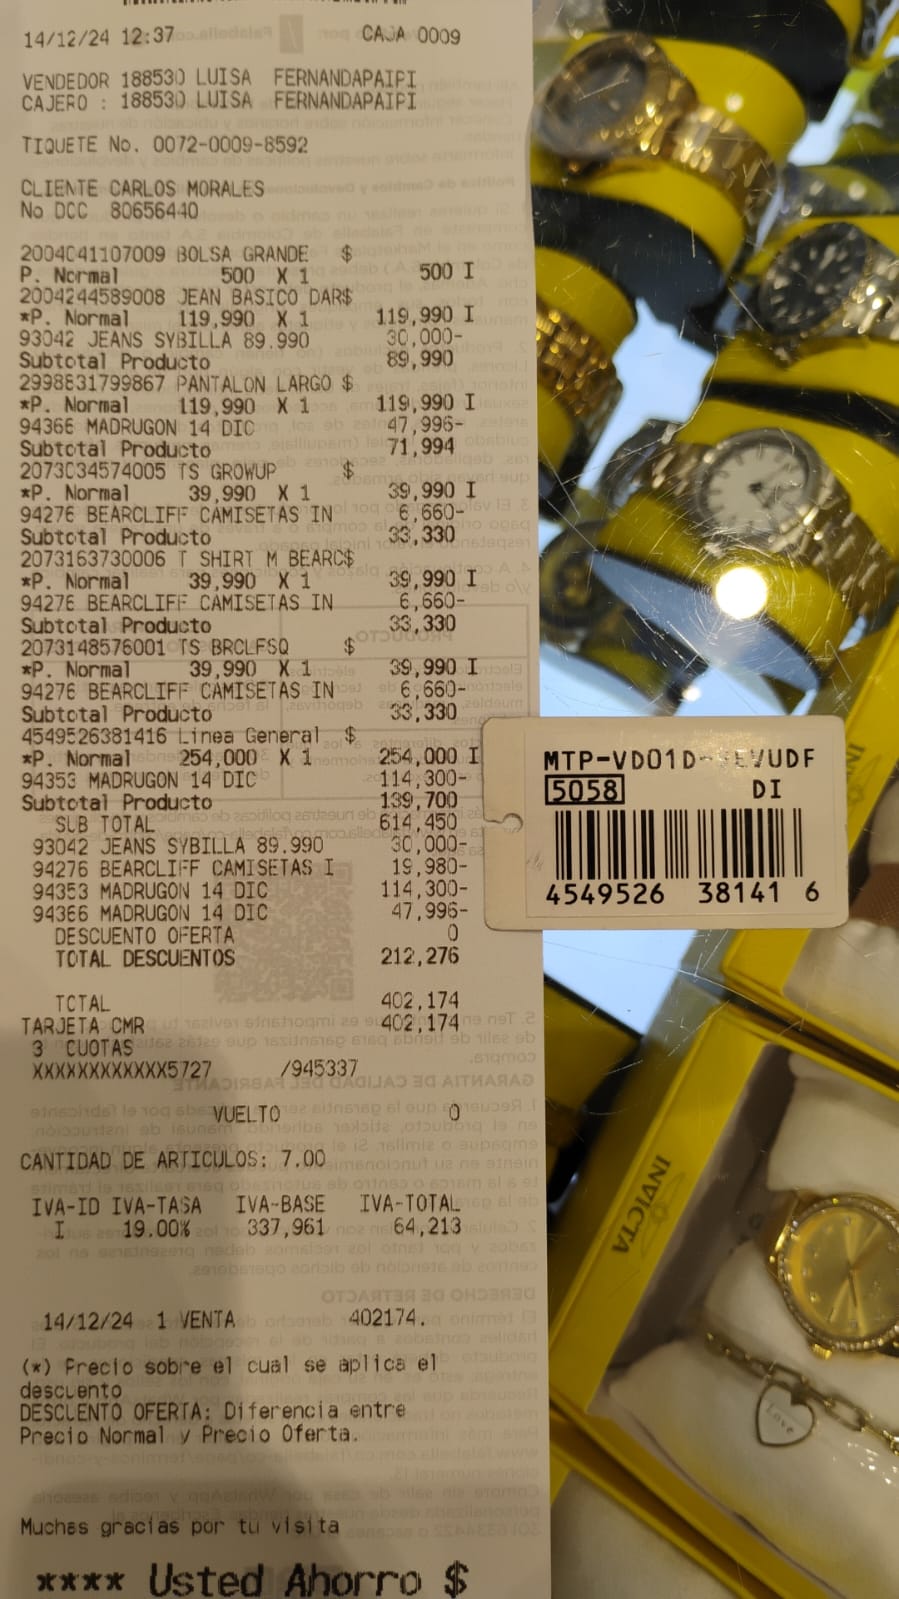 14/12/24 12:37 CAJA 0009
VENDEDOR 188530 LUISA FERNANDAPAIPI
CAJERO : 188530 LUISA FERNANDAPAIPI
TIQUETE No. 0072-0009-8592
CLIENTE CARLOS MORALES
No DCC 80656440
2004041107009 BOLSA GRANDE $
P. Normal 500 X 1 500 I
2004244589008 JEAN BASICO DAR$
*P. Normal 119,990 X 1 119,990 I
93042 JEANS SYBILLA 89.990 30,000-
Subtotal Producto 89,990
2998631799867 PANTALON LARGO $
*P. Normal 119,990 X 1 119,990 I
94366 MADRUGON 14 DIC 47,996-
Subtotal Producto 71,994
2073034574005 TS GROWUP $
*P. Normal 39,990 X 1 39,990 I
94276 BEARCLIFF CAMISETAS IN 6,660-
Subtotal Producto 33,330
2073163730006 T SHIRT M BEARC$
*P. Normal 39,990 X 1 39,990 I
94276 BEARCLIFF CAMISETAS IN 6,660-
Subtotal Producto 33,330
2073148576001 TS BRCLFSQ $
*P. Normal 39,990 X 1 39,990 I
94276 BEARCLIFF CAMISETAS IN 6,660-
Subtotal Producto 33,330
4549526381416 Linea General $
*P. Normal 254,000 X 1 254,000 I
94353 MADRUGON 14 DIC 114,300-
Subtotal Producto 139,700
SUB TOTAL 614,450
93042 JEANS SYBILLA 89.990 30,000-
94276 BEARCLIFF CAMISETAS I 19,980-
94353 MADRUGON 14 DIC 114,300-
94366 MADRUGON 14 DIC 47,996-
DESCUENTO OFERTA 0
TOTAL DESCUENTOS 212,276
TOTAL 402,174
TARJETA CMR 402,174
3 CUOTAS
XXXXXXXXXXXX5727 /945337
VUELTO 0
CANTIDAD DE ARTICULOS: 7.00
IVA-ID IVA-TASA IVA-BASE IVA-TOTAL
I 19.00% 337,961 64,213
14/12/24 1 VENTA 402174.
(*) Precio sobre el cual se aplica el
descuento
DESCUENTO OFERTA: Diferencia entre
Precio Normal y Precio Oferta.
Muchas gracias por tu visita
**** Usted Ahorro $
5058 DI
4549526 38141 6
INVICTA
Love